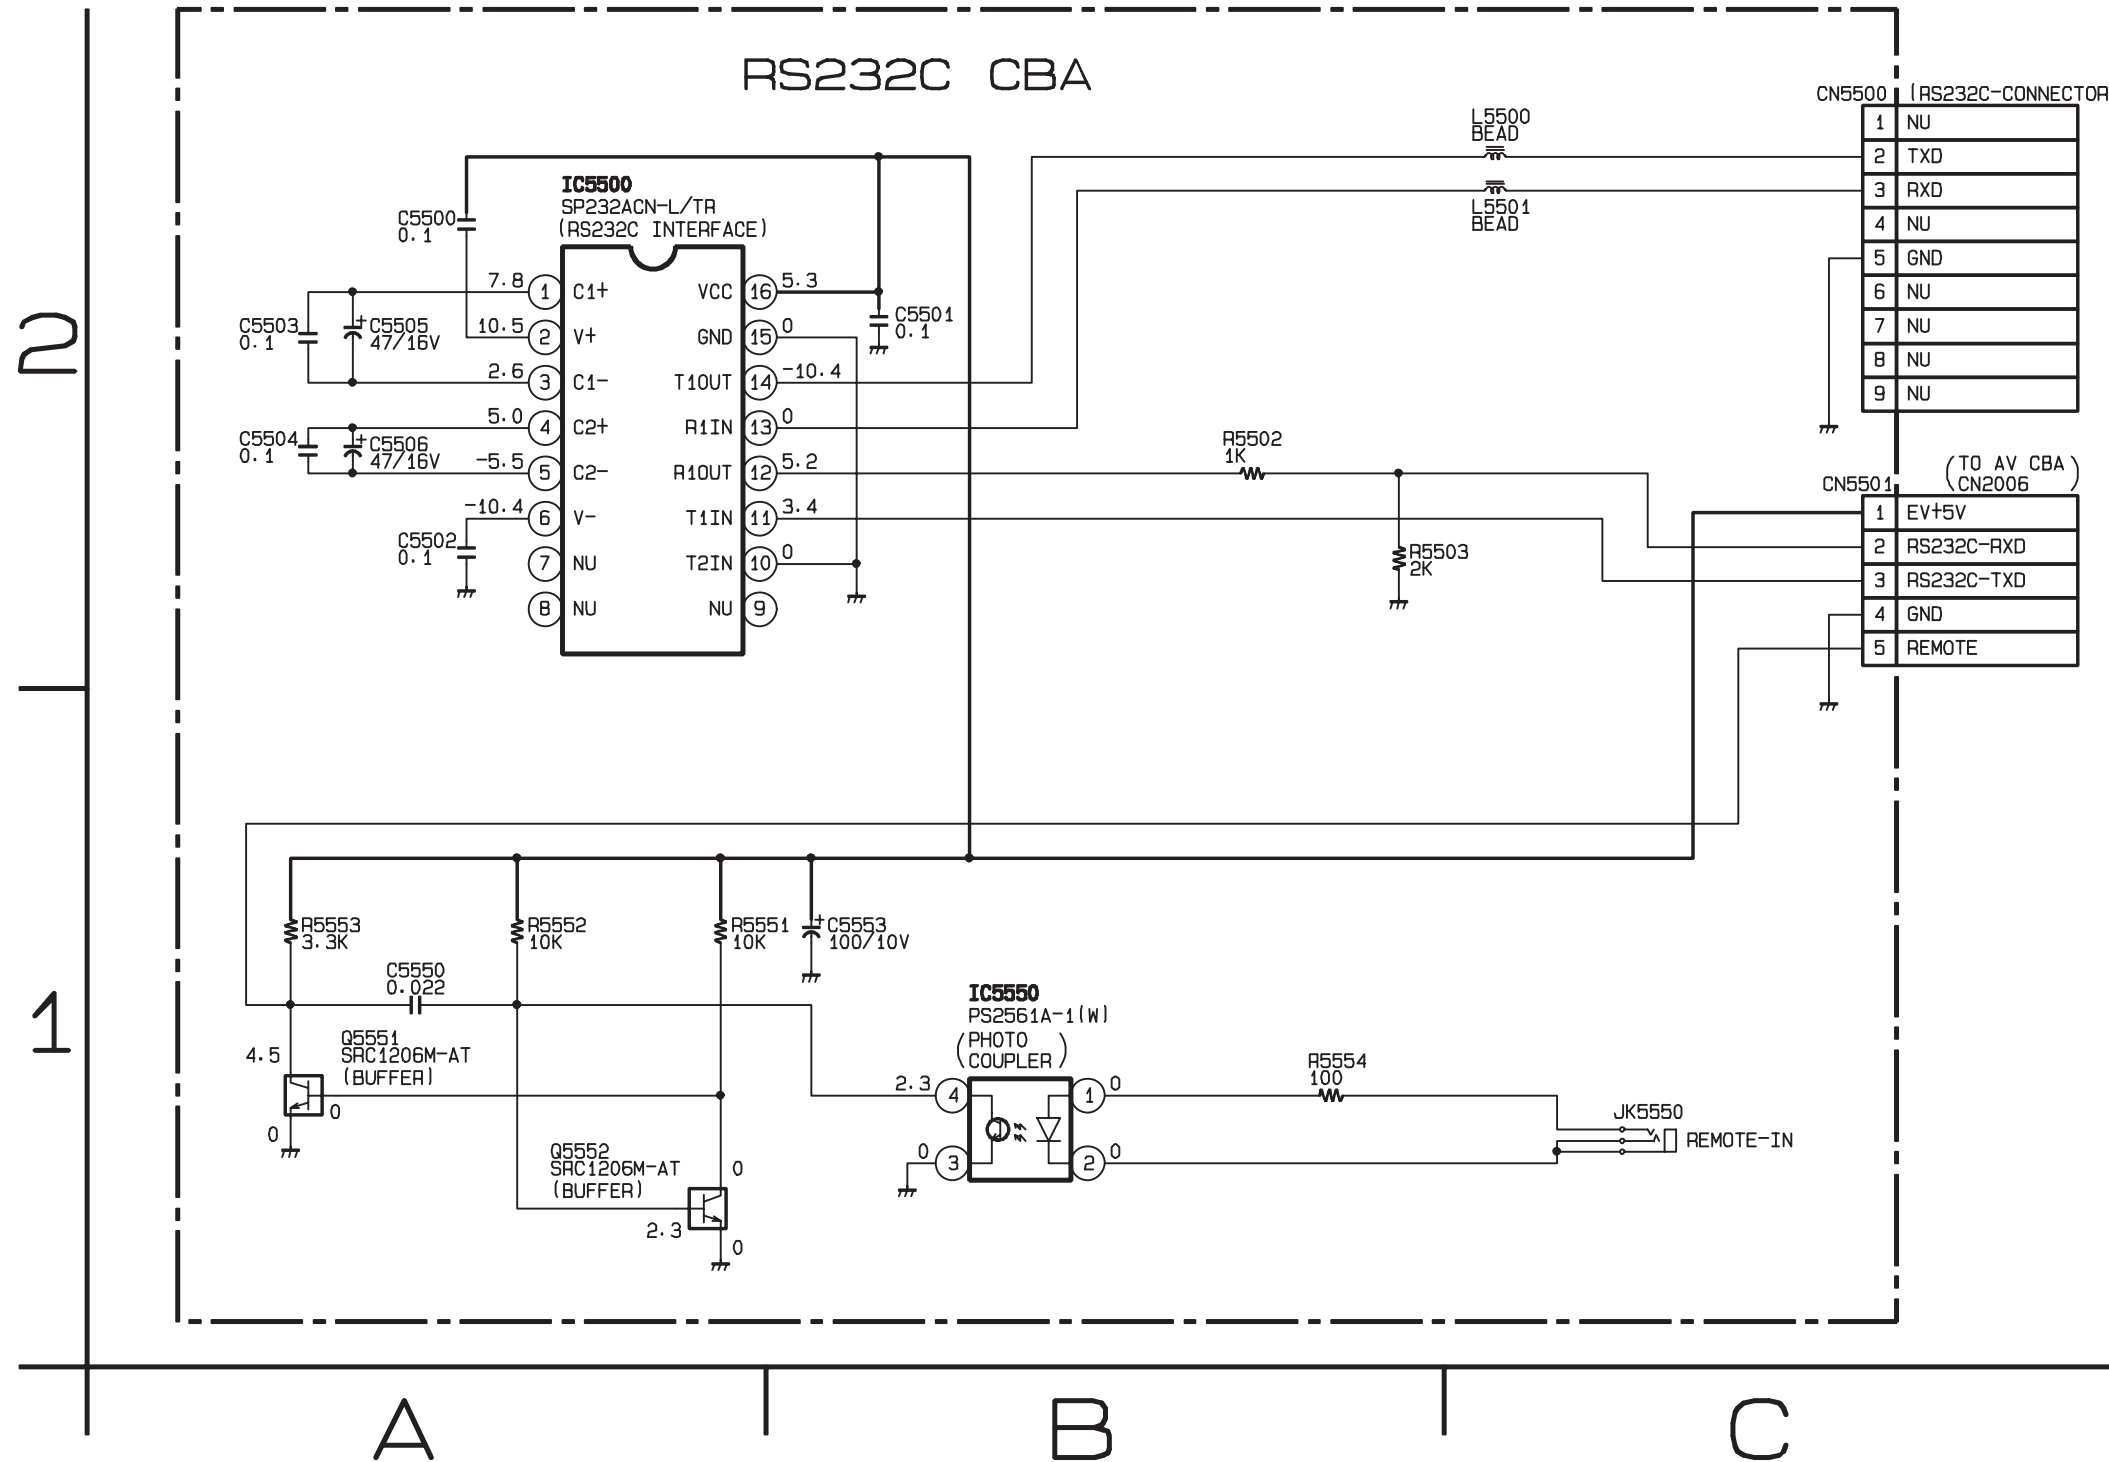 RS232C CBA
CN5500 (RS232C-CONNECTOR
1 NU
2 TXD
3 RXD
4 NU
5 GND
6 NU
7 NU
8 NU
9 NU
L5500
BEAD
L5501
BEAD
IC5500
SP232ACN-L/TR
(RS232C INTERFACE)
C5500
0.1
7.8 1 C1+
10.5 2 V+
2.6 3 C1-
5.0 4 C2+
-5.5 5 C2-
-10.4 6 V-
7 NU
8 NU
VCC 16 5.3
GND 15 0
T1OUT 14 -10.4
R1IN 13 0
R1OUT 12 5.2
T1IN 11 3.4
T2IN 10 0
NU 9
C5503
0.1
C5505
47/16V
+
C5504
0.1
C5506
47/16V
+
C5502
0.1
C5501
0.1
R5502
1K
R5503
2K
CN5501
(TO AV CBA
CN2006)
1 EV+5V
2 RS232C-RXD
3 RS232C-TXD
4 GND
5 REMOTE
2
R5553
3.3K
R5552
10K
R5551
10K
+
C5553
100/10V
C5550
0.022
Q5551
SRC1206M-AT
(BUFFER)
4.5
0
0
Q5552
SRC1206M-AT
(BUFFER)
0
2.3
0
IC5550
PS2561A-1(W)
(PHOTO
COUPLER)
2.3 4
0 3
1 0
2 0
R5554
100
JK5550
REMOTE-IN
1
A
B
C